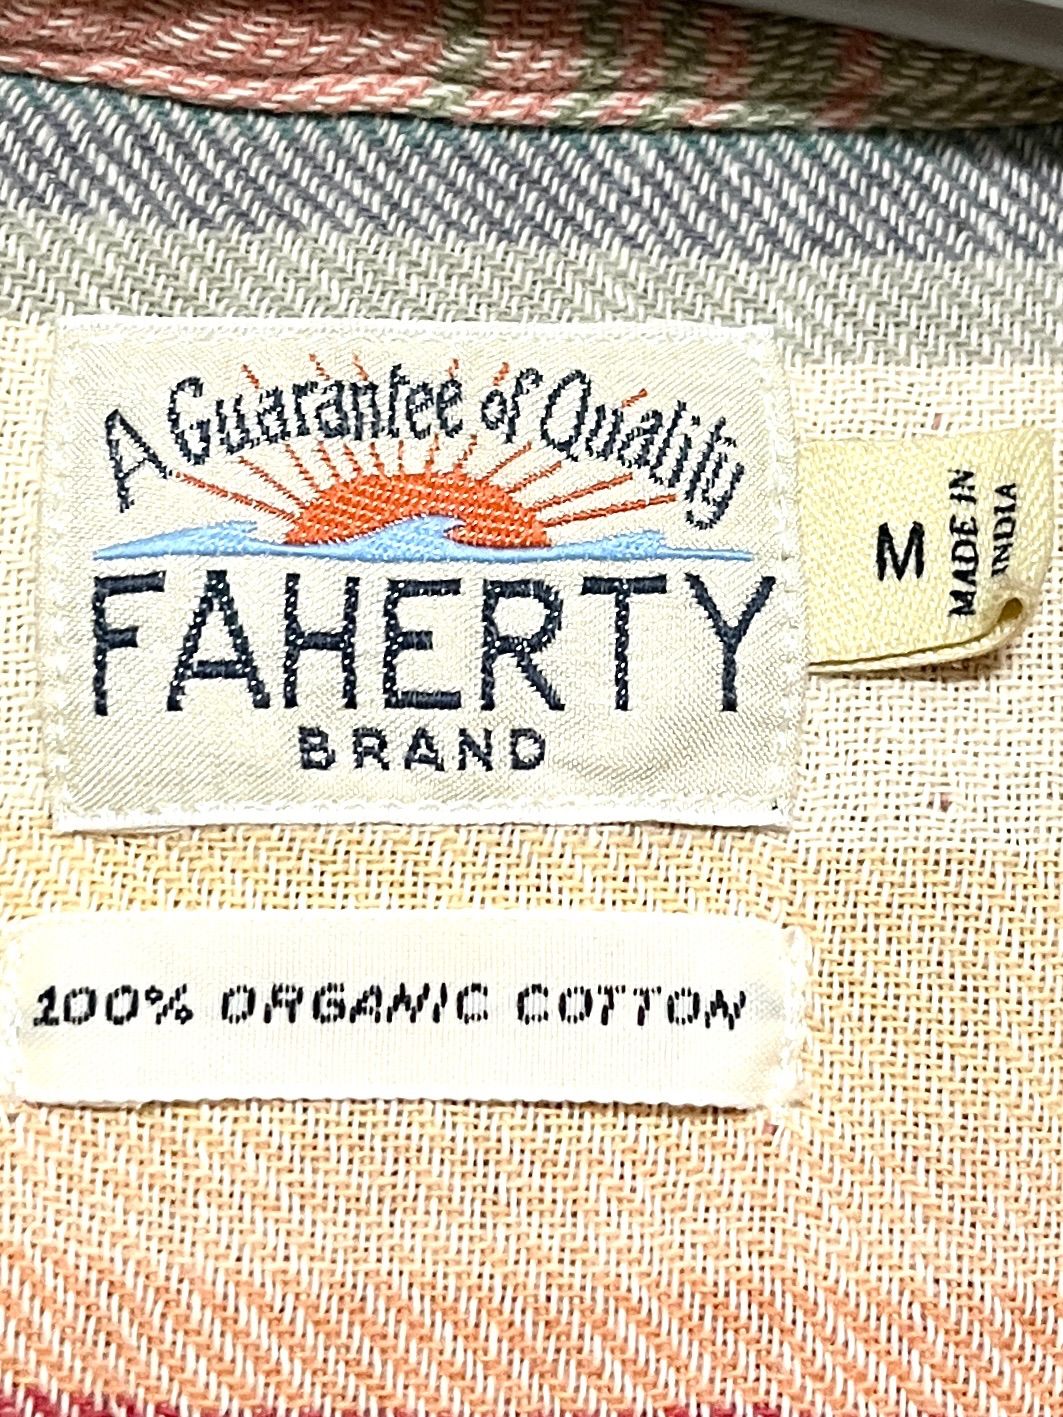 A Guarantee of Quality
FAHERTY
BRAND
M
MADE IN
INDIA
100% ORGANIC COTTON